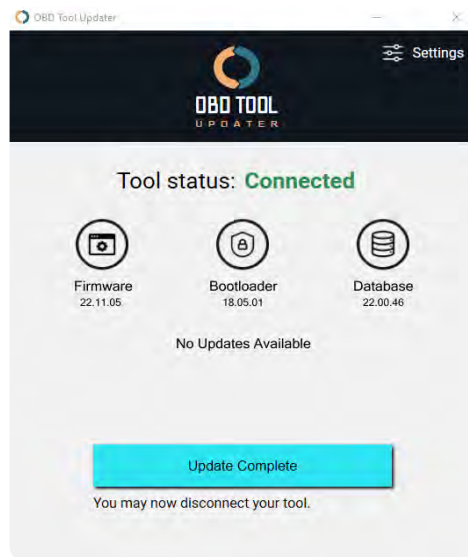 OBD Tool Updater
Settings
OBD TOOL
UPDATER
Tool status: Connected
Firmware
22.11.05
Bootloader
18.05.01
Database
22.00.46
No Updates Available
Update Complete
You may now disconnect your tool.